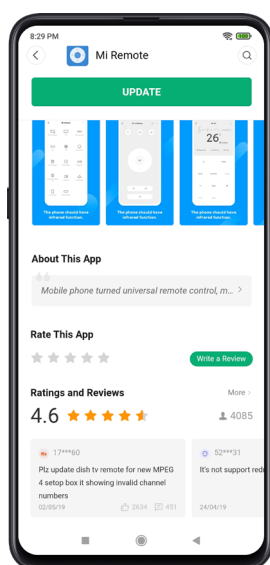 8:29 PM
Mi Remote
UPDATE
26
The phone should have
infrared function.
The phone should have
infrared function.
The phone should have
infrared function.
About This App
Mobile phone turned universal remote control, m...
Rate This App
Write a Review
Ratings and Reviews
More
4.6
4085
17***60
Plz update dish tv remote for new MPEG
4 setop box it showing invalid channel
numbers
02/05/19
2634
451
52***31
It's not support redr
24/04/19